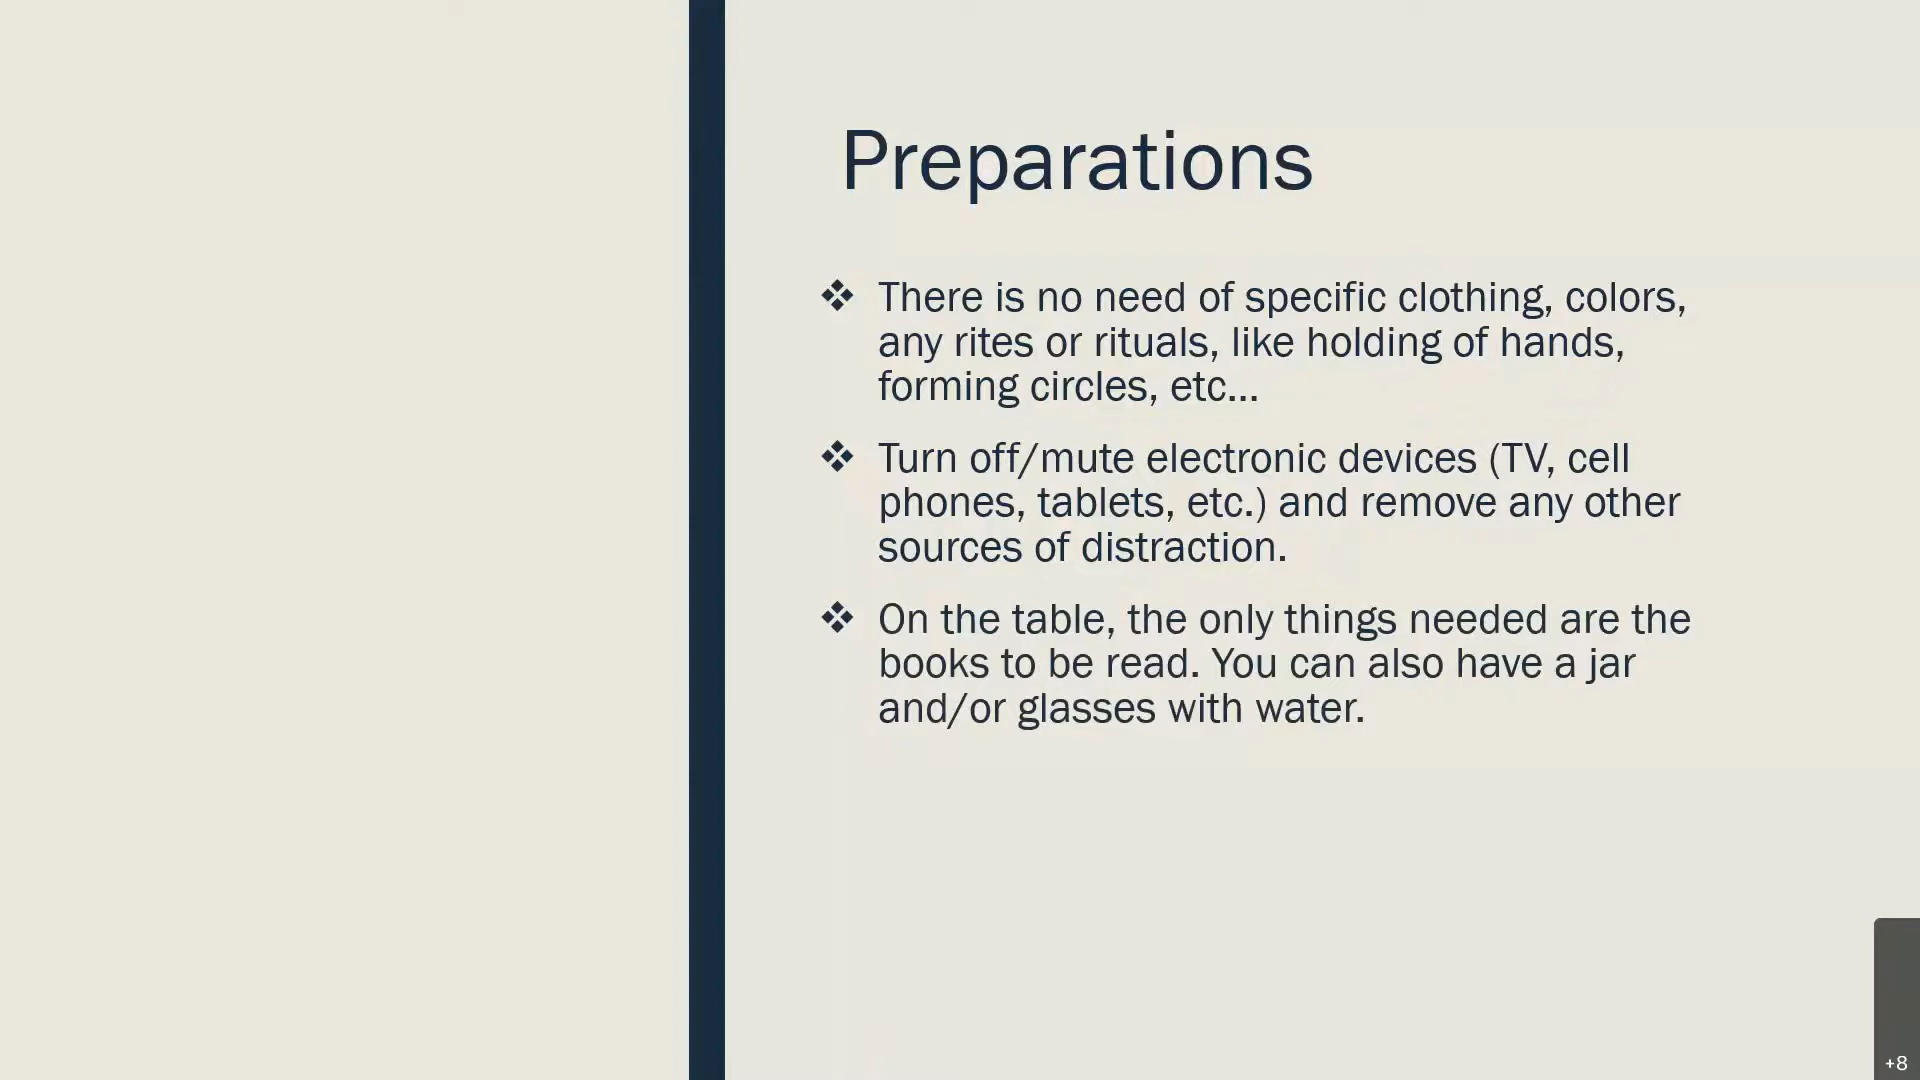 Preparations
❖ There is no need of specific clothing, colors,
any rites or rituals, like holding of hands,
forming circles, etc...
❖ Turn off/mute electronic devices (TV, cell
phones, tablets, etc.) and remove any other
sources of distraction.
❖ On the table, the only things needed are the
books to be read. You can also have a jar
and/or glasses with water.
+8